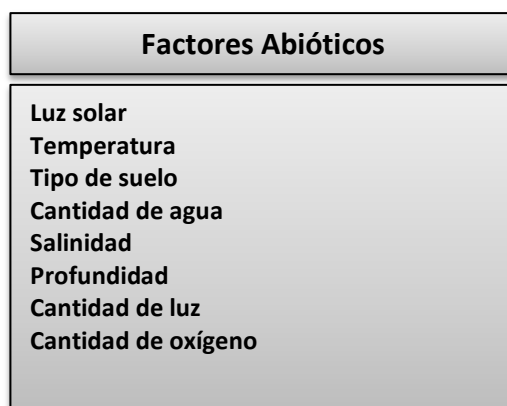 Factores Abióticos
Luz solar
Temperatura
Tipo de suelo
Cantidad de agua
Salinidad
Profundidad
Cantidad de luz
Cantidad de oxígeno